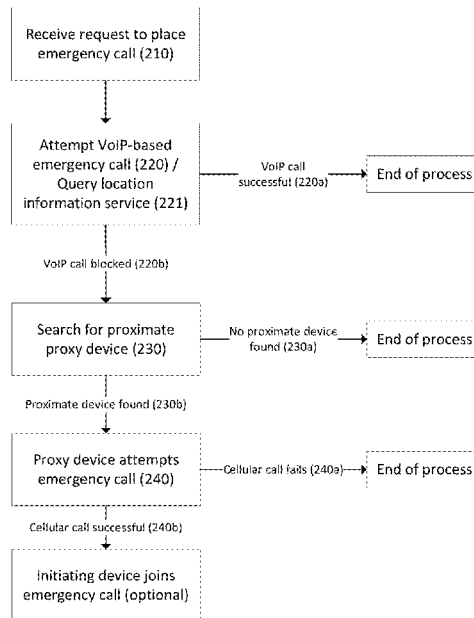 Receive request to place
emergency call (210)
Attempt VoIP-based
emergency call (220) /
Query location
information service (221)
VoIP call
successful (220a)
End of process
VoIP call blocked (220b)
Search for proximate
proxy device (230)
No proximate device
found (230a)
End of process
Proximate device found (230b)
Proxy device attempts
emergency call (240)
Cellular call fails (240a)
End of process
Cellular call successful (240b)
Initiating device joins
emergency call (optional)